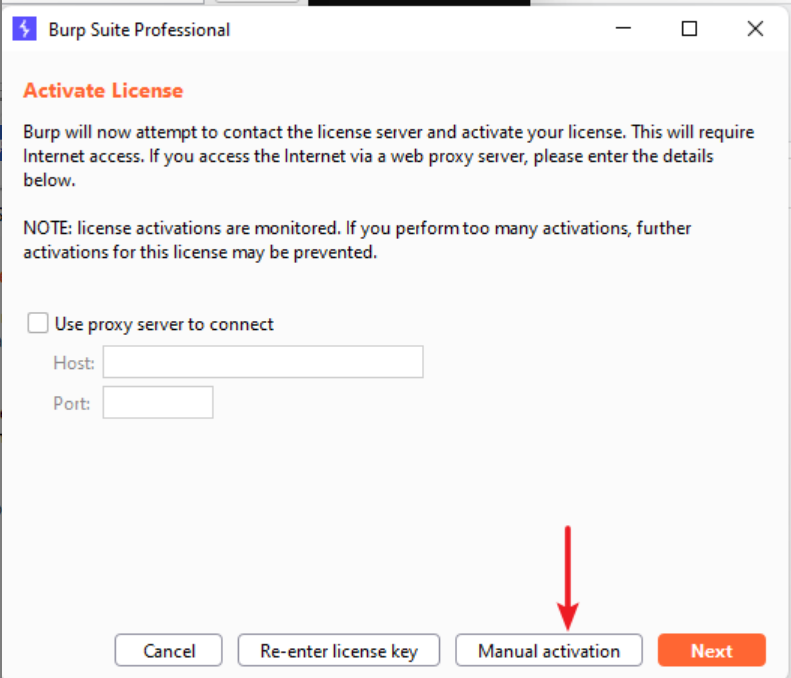 Burp Suite Professional
Activate License
Burp will now attempt to contact the license server and activate your license. This will require
Internet access. If you access the Internet via a web proxy server, please enter the details
below.
NOTE: license activations are monitored. If you perform too many activations, further
activations for this license may be prevented.
Use proxy server to connect
Host:
Port:
Cancel
Re-enter license key
Manual activation
Next